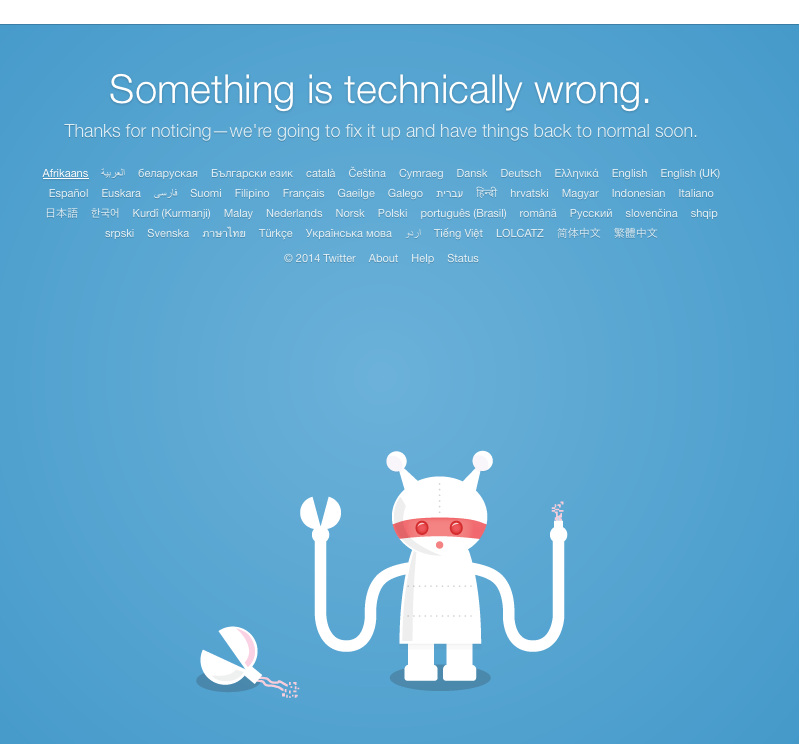 Something is technically wrong.
Thanks for noticing—we're going to fix it up and have things back to normal soon.
Afrikaans العربية беларуская Български език català Čeština Cymraeg Dansk Deutsch Ελληνικά English English (UK)
Español Euskara فارسی Suomi Filipino Français Gaeilge Galego עברית हिन्दी hrvatski Magyar Indonesian Italiano
日本語 한국어 Kurdî (Kurmanji) Malay Nederlands Norsk Polski português (Brasil) română Русский slovenčina shqip
srpski Svenska ภาษาไทย Türkçe Українська мова اردو Tiếng Việt LOLCATZ 简体中文 繁體中文
© 2014 Twitter About Help Status